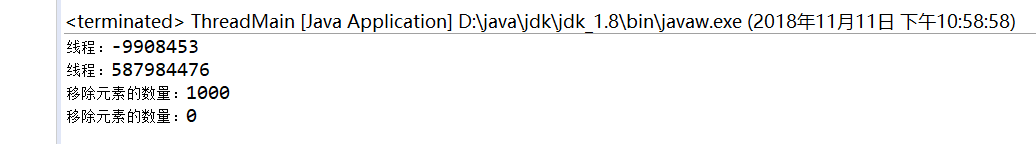 <terminated> ThreadMain [Java Application] D:\java\jdk\jdk_1.8\bin\javaw.exe (2018年11月11日 下午10:58:58)
线程：-9908453
线程：587984476
移除元素的数量：1000
移除元素的数量：0